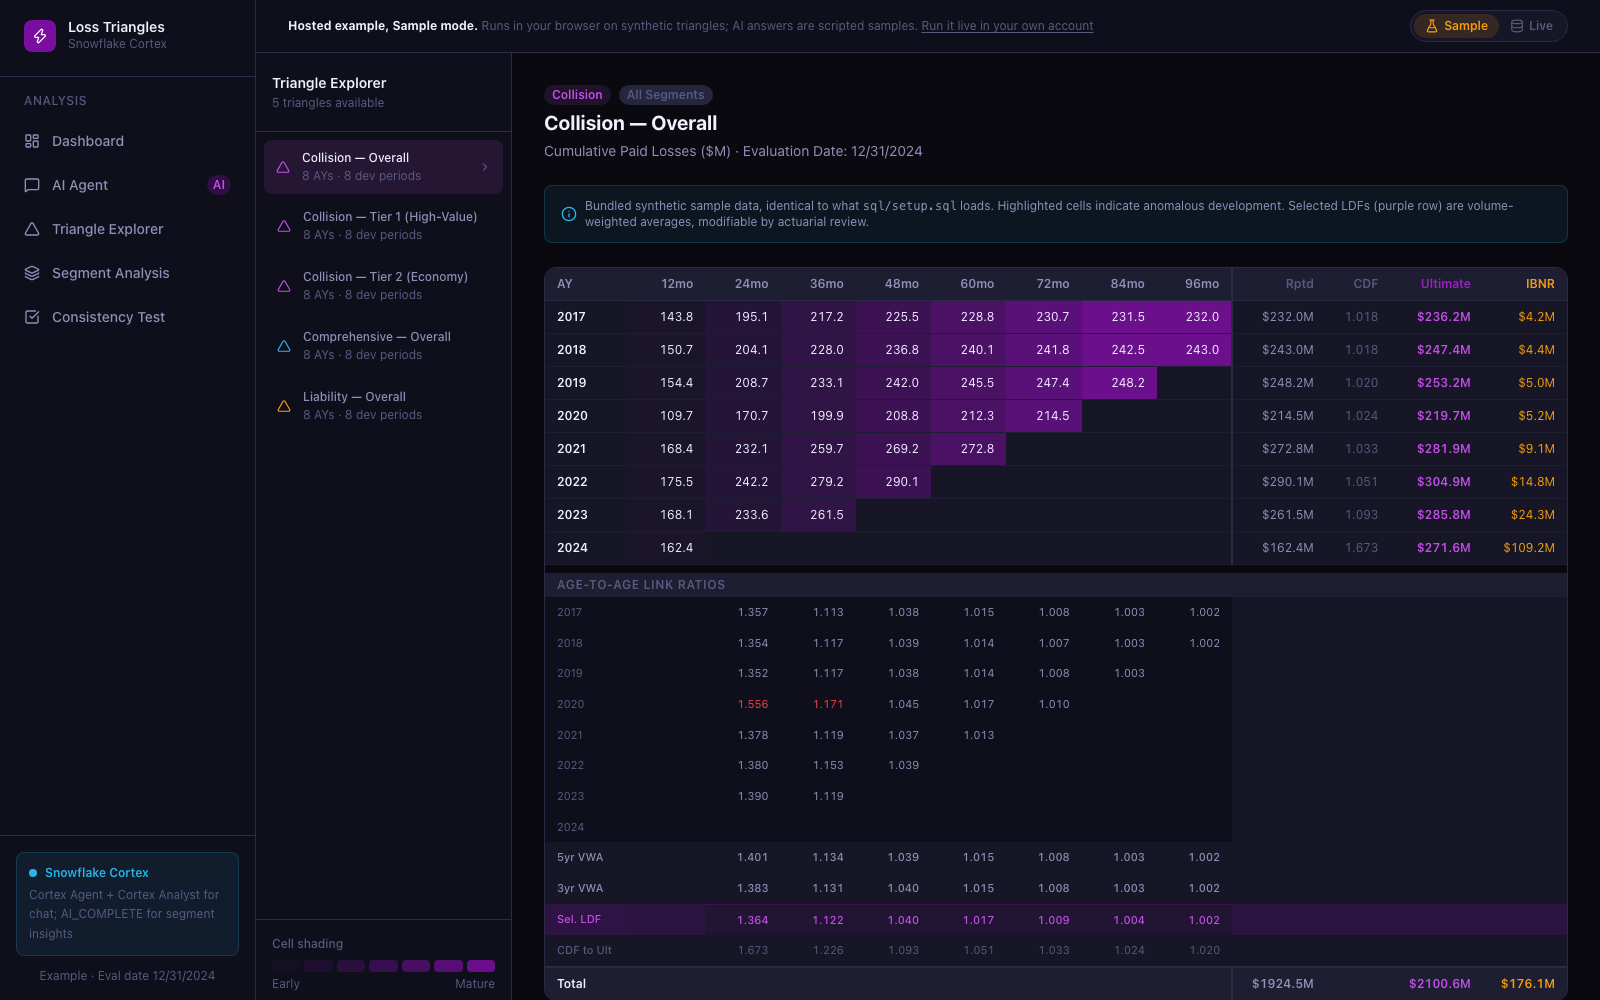 Loss Triangles
Snowflake Cortex
ANALYSIS
Dashboard
AI Agent AI
Triangle Explorer
Segment Analysis
Consistency Test
Snowflake Cortex
Cortex Agent + Cortex Analyst for
chat; AI_COMPLETE for segment
insights
Example · Eval date 12/31/2024
Hosted example, Sample mode. Runs in your browser on synthetic triangles; AI answers are scripted samples. Run it live in your own account
Sample Live
Triangle Explorer
5 triangles available
Collision — Overall
8 AYs · 8 dev periods
Collision — Tier 1 (High-Value)
8 AYs · 8 dev periods
Collision — Tier 2 (Economy)
8 AYs · 8 dev periods
Comprehensive — Overall
8 AYs · 8 dev periods
Liability — Overall
8 AYs · 8 dev periods
Cell shading
Early Mature
Collision All Segments
Collision — Overall
Cumulative Paid Losses ($M) · Evaluation Date: 12/31/2024
Bundled synthetic sample data, identical to what sql/setup.sql loads. Highlighted cells indicate anomalous development. Selected LDFs (purple row) are volume-
weighted averages, modifiable by actuarial review.
AY 12mo 24mo 36mo 48mo 60mo 72mo 84mo 96mo Rptd CDF Ultimate IBNR
2017 143.8 195.1 217.2 225.5 228.8 230.7 231.5 232.0 $232.0M 1.018 $236.2M $4.2M
2018 150.7 204.1 228.0 236.8 240.1 241.8 242.5 243.0 $243.0M 1.018 $247.4M $4.4M
2019 154.4 208.7 233.1 242.0 245.5 247.4 248.2 $248.2M 1.020 $253.2M $5.0M
2020 109.7 170.7 199.9 208.8 212.3 214.5 $214.5M 1.024 $219.7M $5.2M
2021 168.4 232.1 259.7 269.2 272.8 $272.8M 1.033 $281.9M $9.1M
2022 175.5 242.2 279.2 290.1 $290.1M 1.051 $304.9M $14.8M
2023 168.1 233.6 261.5 $261.5M 1.093 $285.8M $24.3M
2024 162.4 $162.4M 1.673 $271.6M $109.2M
AGE-TO-AGE LINK RATIOS
2017 1.357 1.113 1.038 1.015 1.008 1.003 1.002
2018 1.354 1.117 1.039 1.014 1.007 1.003 1.002
2019 1.352 1.117 1.038 1.014 1.008 1.003
2020 1.556 1.171 1.045 1.017 1.010
2021 1.378 1.119 1.037 1.013
2022 1.380 1.153 1.039
2023 1.390 1.119
2024
5yr VWA 1.401 1.134 1.039 1.015 1.008 1.003 1.002
3yr VWA 1.383 1.131 1.040 1.015 1.008 1.003 1.002
Sel. LDF 1.364 1.122 1.040 1.017 1.009 1.004 1.002
CDF to Ult 1.673 1.226 1.093 1.051 1.033 1.024 1.020
Total $1924.5M $2100.6M $176.1M